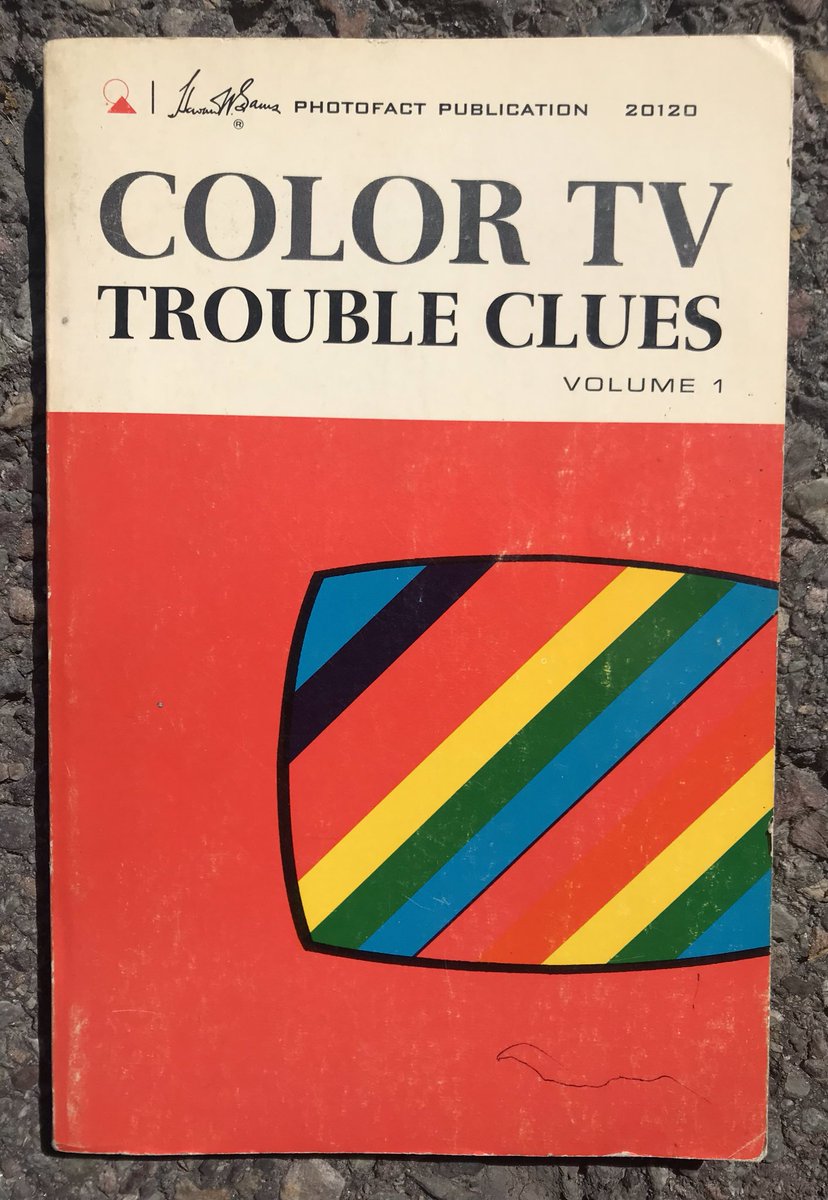 Howard W. Sams ® PHOTOFACT PUBLICATION 20120
COLOR TV
TROUBLE CLUES
VOLUME 1